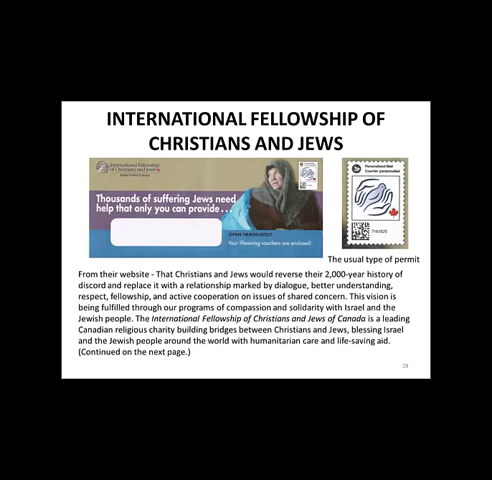 INTERNATIONAL FELLOWSHIP OF
CHRISTIANS AND JEWS
International Fellowship
of Christians and Jews
Thousands of suffering Jews need
help that only you can provide...
OPEN IMMEDIATELY
Your lifesaving vouchers are enclosed!
Personalized Mail
Courrier personnalisé
7161820
The usual type of permit
From their website - That Christians and Jews would reverse their 2,000-year history of
discord and replace it with a relationship marked by dialogue, better understanding,
respect, fellowship, and active cooperation on issues of shared concern. This vision is
being fulfilled through our programs of compassion and solidarity with Israel and the
Jewish people. The International Fellowship of Christians and Jews of Canada is a leading
Canadian religious charity building bridges between Christians and Jews, blessing Israel
and the Jewish people around the world with humanitarian care and life-saving aid.
(Continued on the next page.)
28